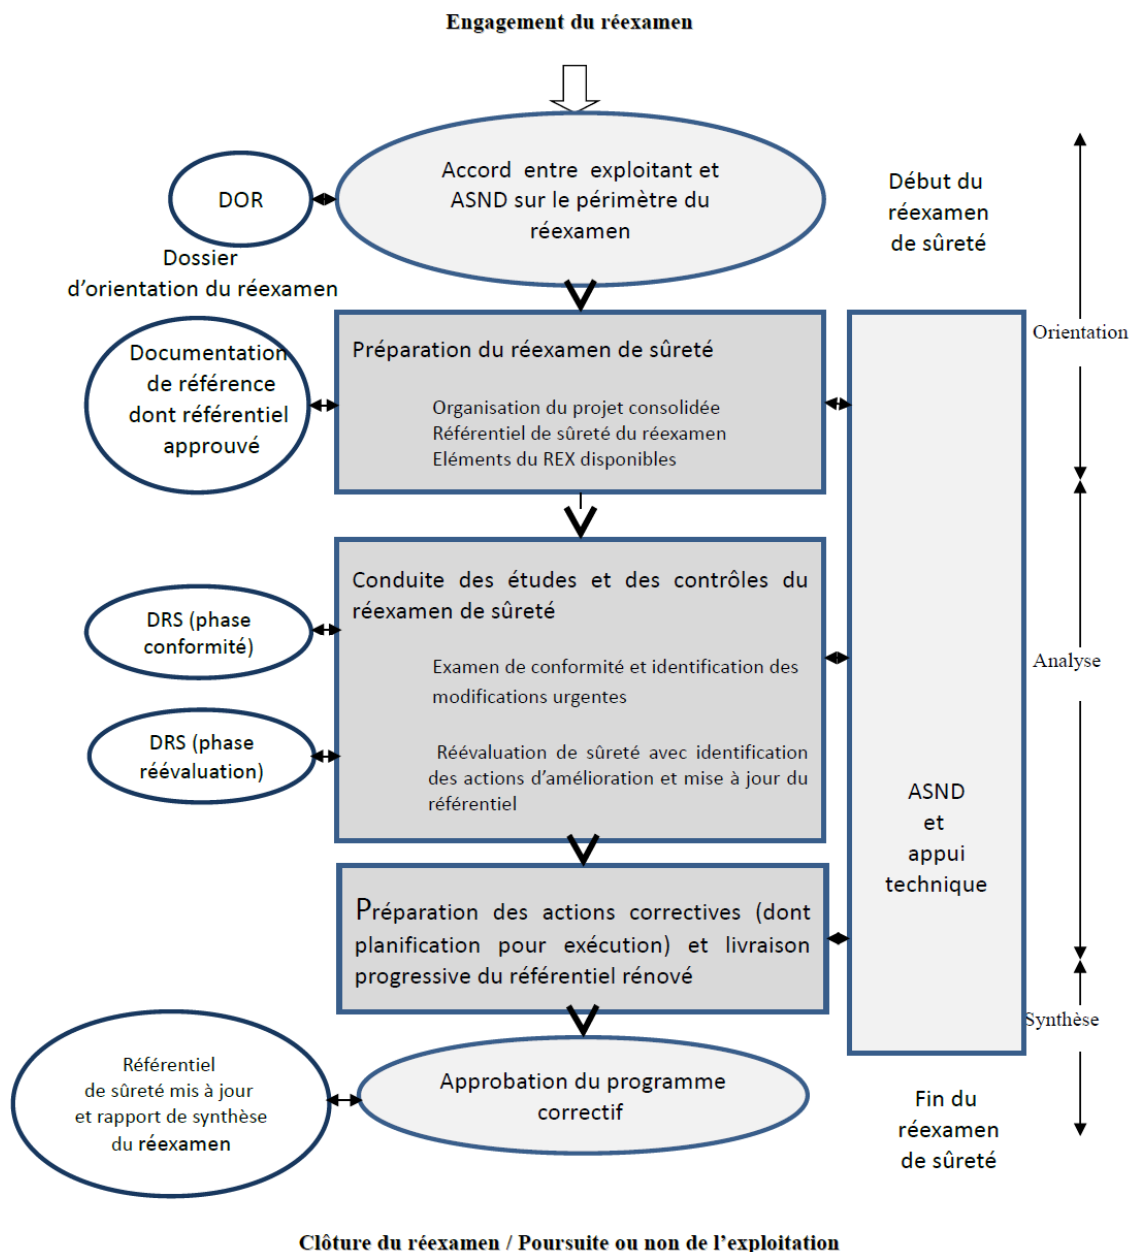 Engagement du réexamen
Accord entre exploitant et
ASND sur le périmètre du
réexamen
DOR
Dossier
d'orientation du réexamen
Début du
réexamen
de sûreté
Orientation
Documentation
de référence
dont référentiel
approuvé
Préparation du réexamen de sûreté
Organisation du projet consolidée
Référentiel de sûreté du réexamen
Eléments du REX disponibles
Conduite des études et des contrôles du
réexamen de sûreté
Examen de conformité et identification des
modifications urgentes
Réévaluation de sûreté avec identification
des actions d'amélioration et mise à jour du
référentiel
DRS (phase
conformité)
DRS (phase
réévaluation)
Analyse
ASND
et
appui
technique
Préparation des actions correctives (dont
planification pour exécution) et livraison
progressive du référentiel rénové
Synthèse
Référentiel
de sûreté mis à jour
et rapport de synthèse
du réexamen
Approbation du programme
correctif
Fin du
réexamen
de sûreté
Clôture du réexamen / Poursuite ou non de l'exploitation